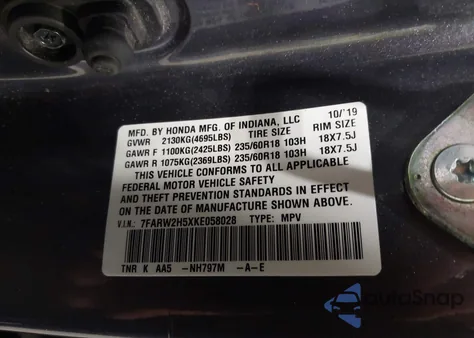 MFD. BY HONDA MFG. OF INDIANA, LLC 10/'19
GVWR 2130KG(4695LBS) TIRE SIZE RIM SIZE
GAWR F 1100KG(2425LBS) 235/60R18 103H 18X7.5J
GAWR R 1075KG(2369LBS) 235/60R18 103H 18X7.5J
THIS VEHICLE CONFORMS TO ALL APPLICABLE
FEDERAL MOTOR VEHICLE SAFETY
AND THEFT PREVENTION STANDARDS IN EFFECT
ON THE DATE OF MANUFACTURE SHOWN ABOVE.
V.I.N.: 7FARW2H5XKE058028 TYPE: MPV
TNR K AA5 -NH797M -A-E
AutoSnap